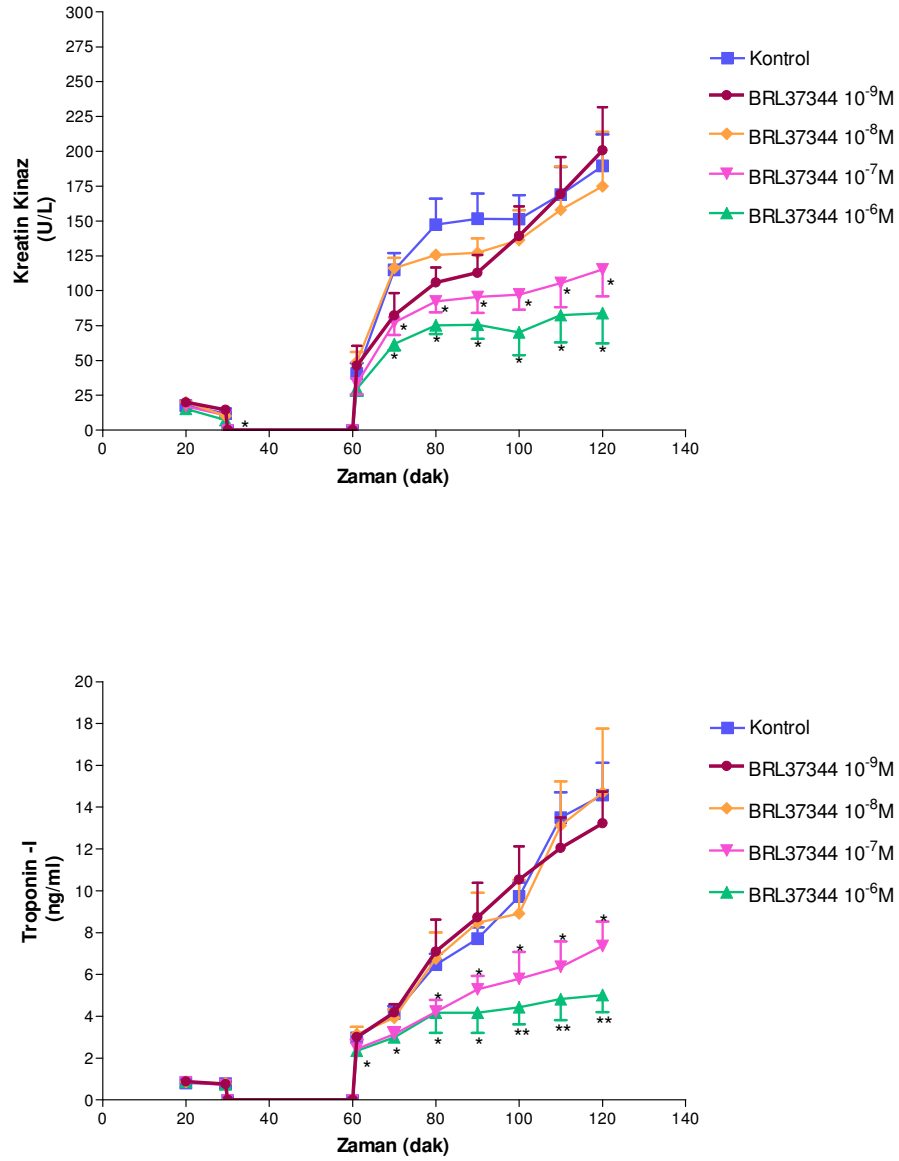 300
275
250
225
200
175
150
125
100
75
50
25
0
Kreatin Kinaz
(U/L)
0 20 40 60 80 100 120 140
Zaman (dak)
* * * * * * * * * * * * *
Kontrol
BRL37344 10⁻⁹M
BRL37344 10⁻⁸M
BRL37344 10⁻⁷M
BRL37344 10⁻⁶M
20
18
16
14
12
10
8
6
4
2
0
Troponin -I
(ng/ml)
0 20 40 60 80 100 120 140
Zaman (dak)
* * * * *
* * * * ** ** **
Kontrol
BRL37344 10⁻⁹M
BRL37344 10⁻⁸M
BRL37344 10⁻⁷M
BRL37344 10⁻⁶M